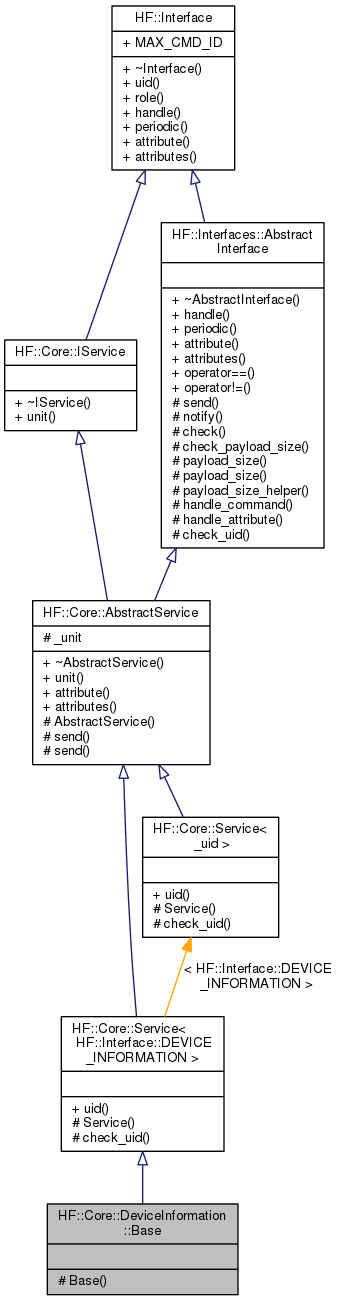 HF::Interface
+ MAX_CMD_ID
+ ~Interface()
+ uid()
+ role()
+ handle()
+ periodic()
+ attribute()
+ attributes()
HF::Interfaces::Abstract
Interface
+ ~AbstractInterface()
+ handle()
+ periodic()
+ attribute()
+ attributes()
+ operator==()
+ operator!=()
# send()
# notify()
# check()
# check_payload_size()
# payload_size()
# payload_size()
# payload_size_helper()
# handle_command()
# handle_attribute()
# check_uid()
HF::Core::IService
+ ~IService()
+ unit()
HF::Core::AbstractService
# _unit
+ ~AbstractService()
+ unit()
+ attribute()
+ attributes()
# AbstractService()
# send()
# send()
HF::Core::Service<
_uid >
+ uid()
# Service()
# check_uid()
< HF::Interface::DEVICE
_INFORMATION >
HF::Core::Service<
HF::Interface::DEVICE
_INFORMATION >
+ uid()
# Service()
# check_uid()
HF::Core::DeviceInformation
::Base
# Base()